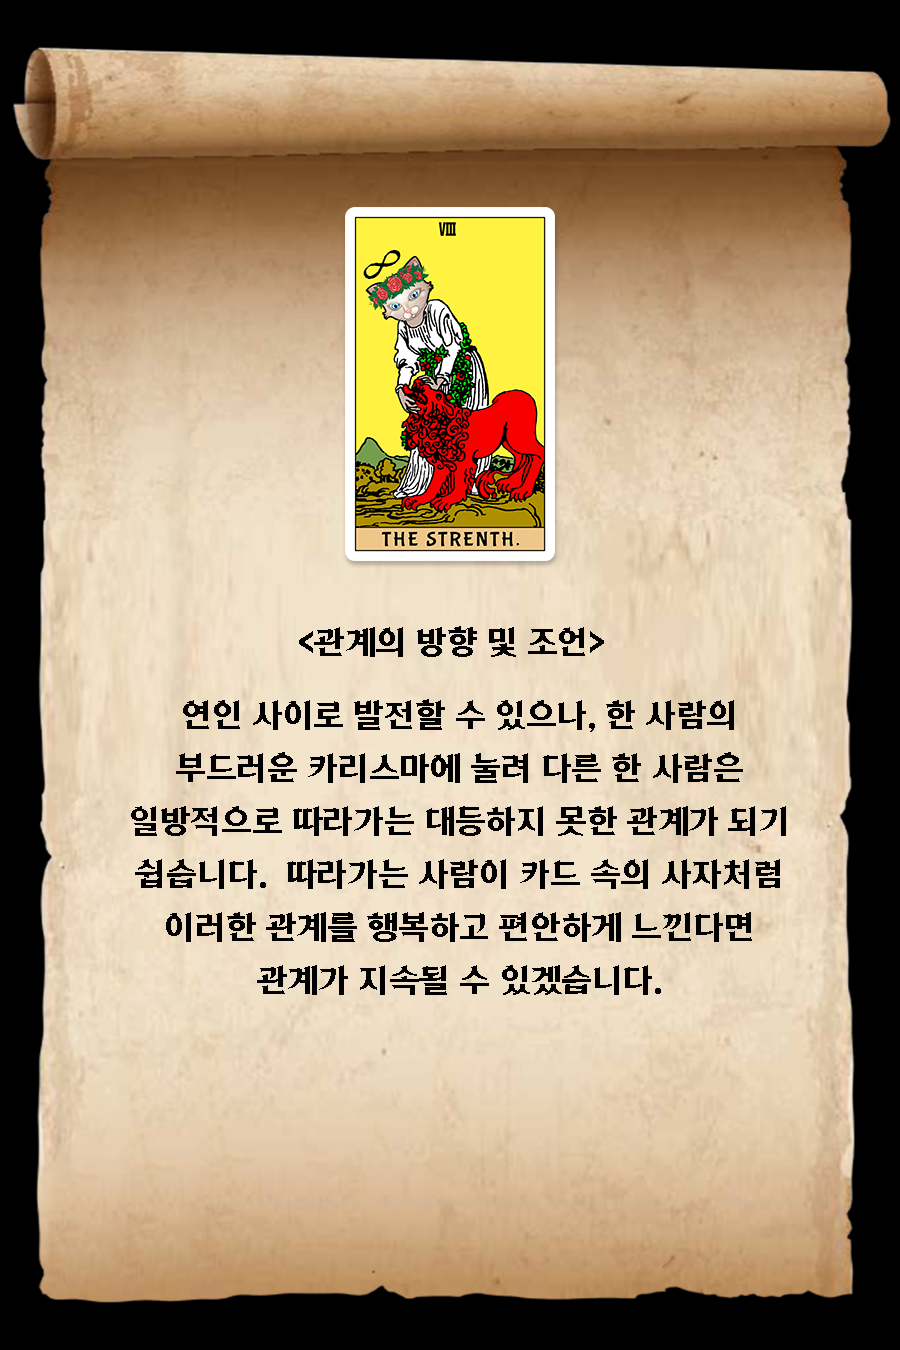 VIII
THE STRENTH.
<관계의 방향 및 조언>
연인 사이로 발전할 수 있으나, 한 사람의
부드러운 카리스마에 눌려 다른 한 사람은
일방적으로 따라가는 대등하지 못한 관계가 되기
쉽습니다. 따라가는 사람이 카드 속의 사자처럼
이러한 관계를 행복하고 편안하게 느낀다면
관계가 지속될 수 있겠습니다.